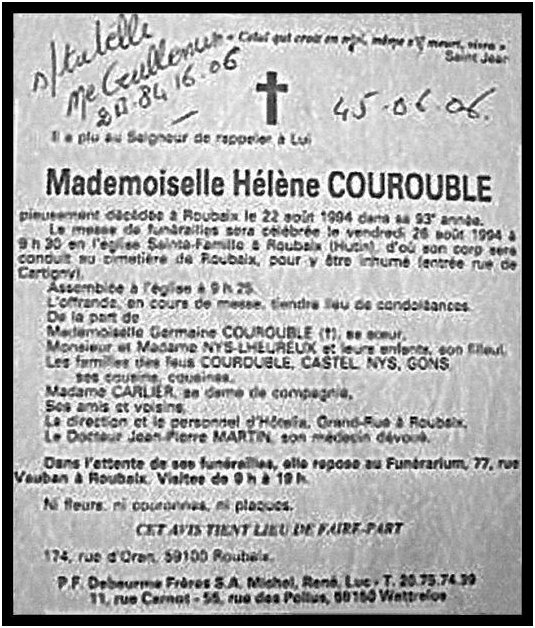 s/tutelle
Me Guillemin
20.84.16.06
« Celui qui croit en moi, même s'il meurt, vivra »
Saint Jean
45.06.06.
Il a plu au Seigneur de rappeler à Lui
Mademoiselle Hélène COUROUBLE
pieusement décédée à Roubaix le 22 août 1994 dans sa 93e année.
Le messe de funérailles sera célébrée le vendredi 26 août 1994 à
9 h 30 en l'église Sainte-Famille à Roubaix (Hutin), d'où son corp sera
conduit au cimetière de Roubaix, pour y être inhumé (entrée rue de
Cartigny).
Assemblée à l'église à 9 h 25.
L'offrande, en cours de messe, tiendra lieu de condoléances.
De la part de
Mademoiselle Germaine COUROUBLE (†), sa sœur,
Monsieur et Madame NYS-LHEUREUX et leurs enfants, son filleul,
Les familles des feus COUROUBLE, CASTEL, NYS, GONS,
ses cousins, cousines,
Madame CARLIER, sa dame de compagnie,
Ses amis et voisins,
La direction et le personnel d'Hôtelia, Grand-Rue à Roubaix,
Le Docteur Jean-Pierre MARTIN, son médecin dévoué.
Dans l'attente de ses funérailles, elle repose au Funérarium, 77, rue
Vauban à Roubaix. Visites de 9 h à 19 h.
Ni fleurs, ni couronnes, ni plaques.
CET AVIS TIENT LIEU DE FAIRE-PART
174, rue d'Oran, 59100 Roubaix.
P.F. Debeurme Frères S.A. Michel, René, Luc - T. 20.75.74.39
11, rue Carnot - 55, rue des Poilus, 59150 Wattrelos